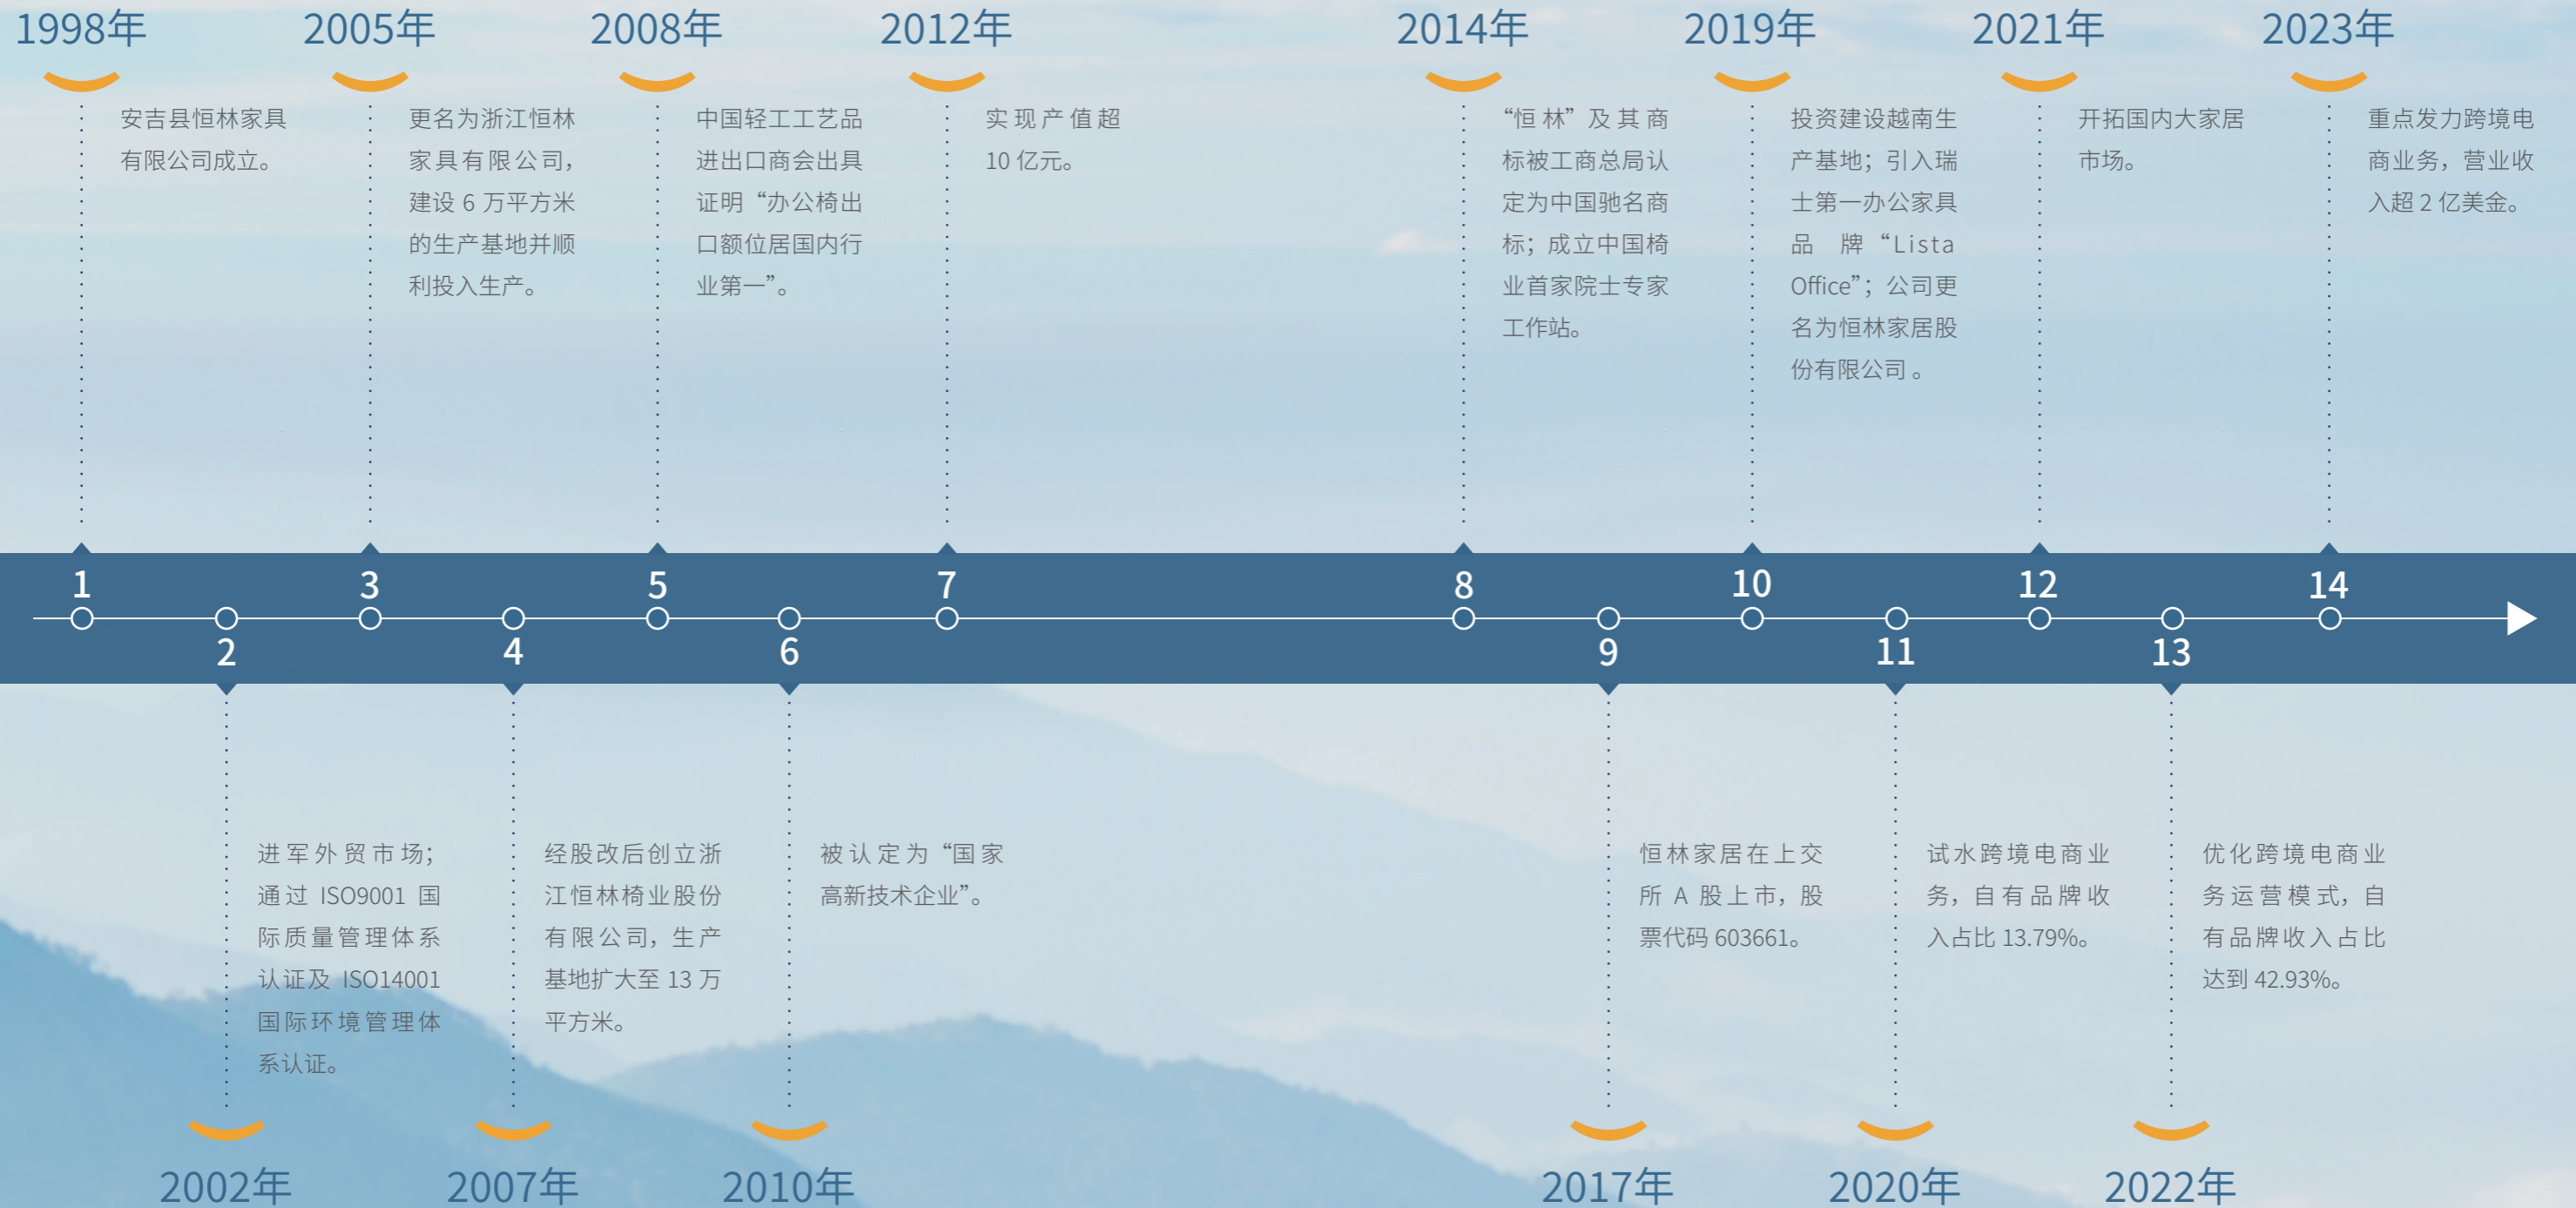 1998年
安吉县恒林家具
有限公司成立。
2005年
更名为浙江恒林
家具有限公司，
建设 6 万平方米
的生产基地并顺
利投入生产。
2008年
中国轻工工艺品
进出口商会出具
证明“办公椅出
口额位居国内行
业第一”。
2012年
实现产值超
10 亿元。
2014年
“恒林”及其商
标被工商总局认
定为中国驰名商
标；成立中国椅
业首家院士专家
工作站。
2019年
投资建设越南生
产基地；引入瑞
士第一办公家具
品牌“Lista
Office”；公司更
名为恒林家居股
份有限公司 。
2021年
开拓国内大家居
市场。
2023年
重点发力跨境电
商业务，营业收
入超 2 亿美金。
1
2
3
4
5
6
7
8
9
10
11
12
13
14
进军外贸市场；
通过 ISO9001 国
际质量管理体系
认证及 ISO14001
国际环境管理体
系认证。
2002年
经股改后创立浙
江恒林椅业股份
有限公司，生产
基地扩大至 13 万
平方米。
2007年
被认定为“国家
高新技术企业”。
2010年
恒林家居在上交
所 A 股上市，股
票代码 603661。
2017年
试水跨境电商业
务，自有品牌收
入占比 13.79%。
2020年
优化跨境电商业
务运营模式，自
有品牌收入占比
达到 42.93%。
2022年